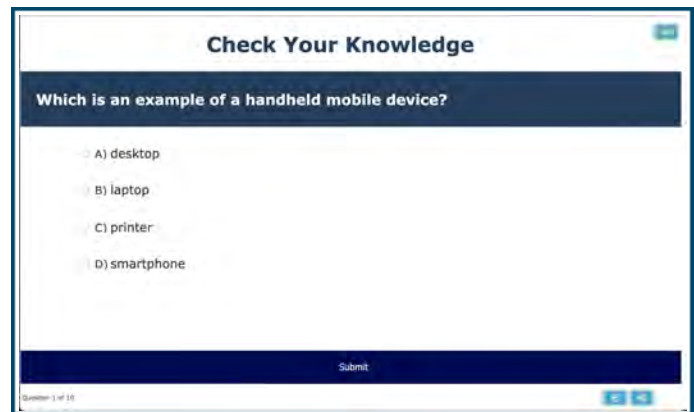 Check Your Knowledge
Which is an example of a handheld mobile device?
A) desktop
B) laptop
C) printer
D) smartphone
Submit
Question 1 of 10